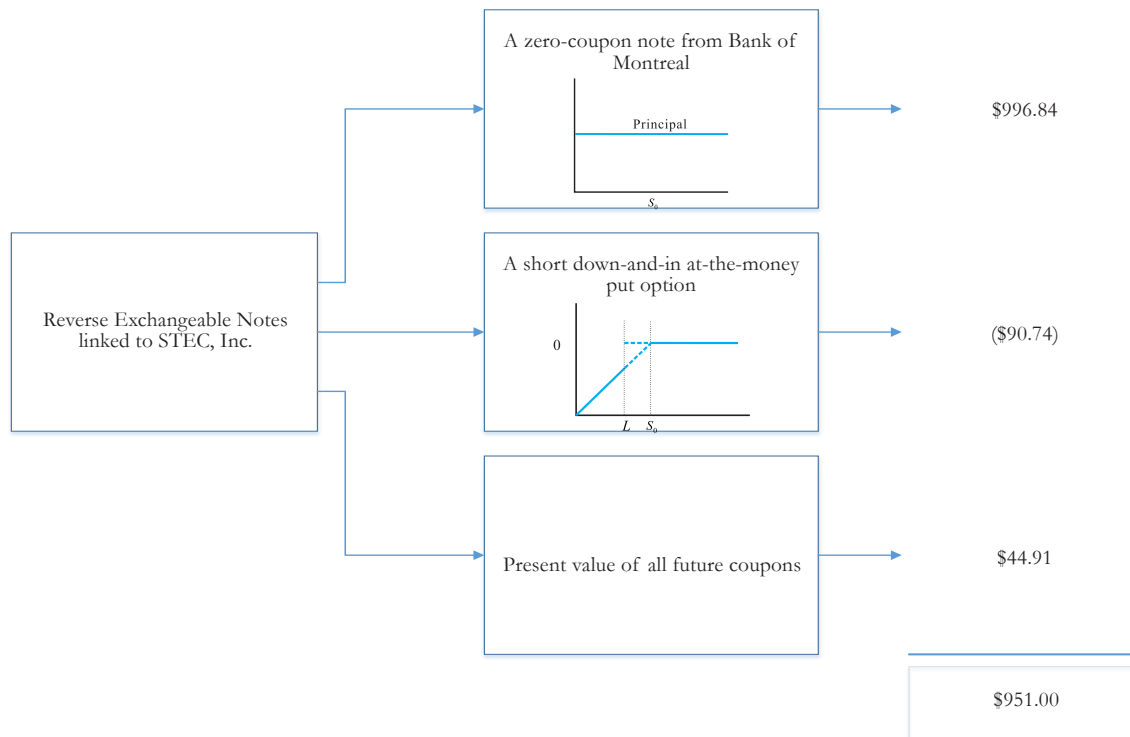 A zero-coupon note from Bank of
Montreal
Principal
S₀
$996.84
Reverse Exchangeable Notes
linked to STEC, Inc.
A short down-and-in at-the-money
put option
0
L S₀
($90.74)
Present value of all future coupons
$44.91
$951.00